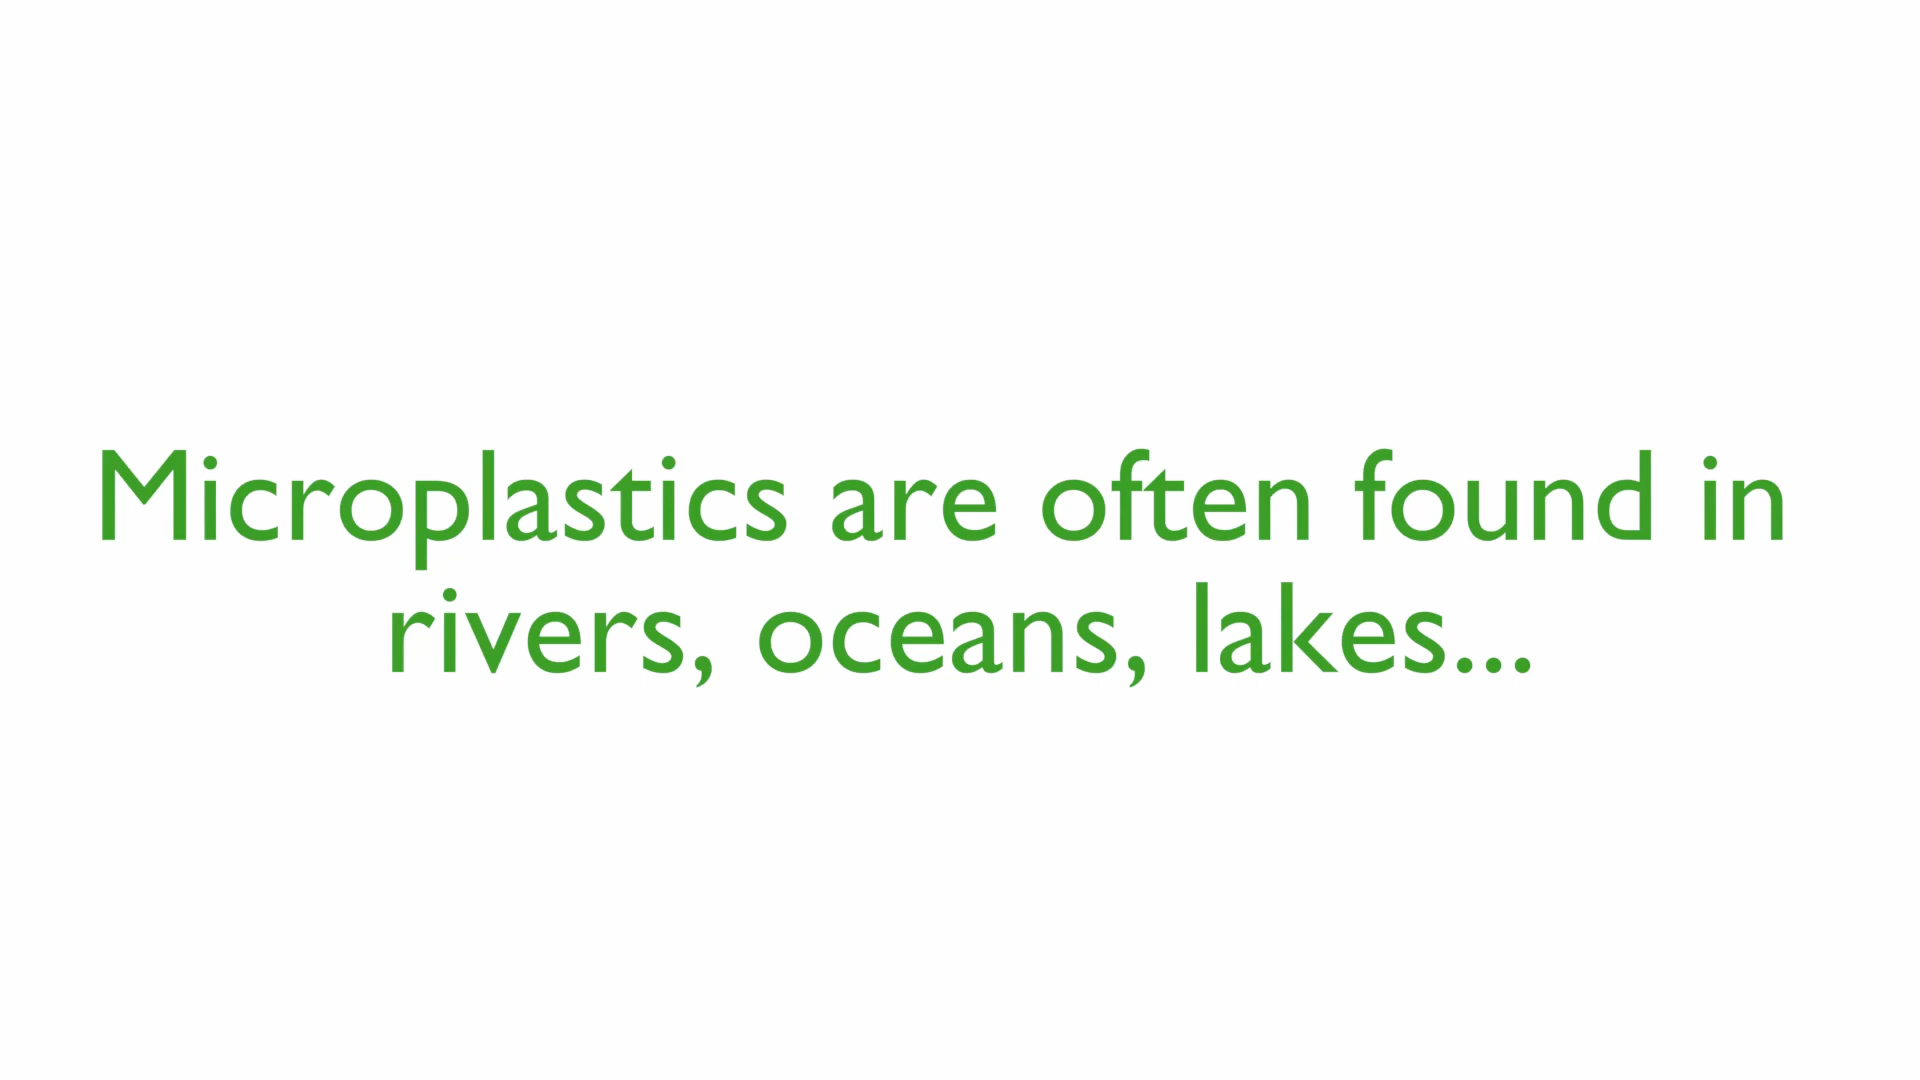 Microplastics are often found in
rivers, oceans, lakes...